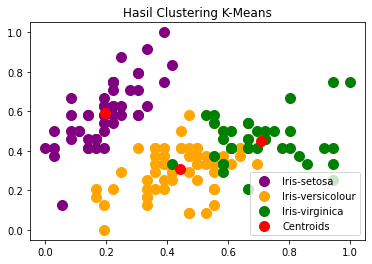 Hasil Clustering K-Means
1.0
0.8
0.6
0.4
0.2
0.0
0.0
0.2
0.4
0.6
0.8
1.0
Iris-setosa
Iris-versicolour
Iris-virginica
Centroids